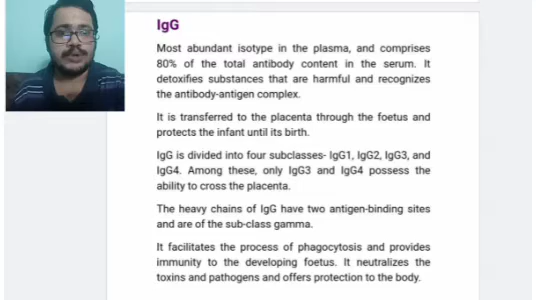 IgG
Most abundant isotype in the plasma, and comprises
80% of the total antibody content in the serum. It
detoxifies substances that are harmful and recognizes
the antibody-antigen complex.
It is transferred to the placenta through the foetus and
protects the infant until its birth.
IgG is divided into four subclasses- IgG1, IgG2, IgG3, and
IgG4. Among these, only IgG3 and IgG4 possess the
ability to cross the placenta.
The heavy chains of IgG have two antigen-binding sites
and are of the sub-class gamma.
It facilitates the process of phagocytosis and provides
immunity to the developing foetus. It neutralizes the
toxins and pathogens and offers protection to the body.